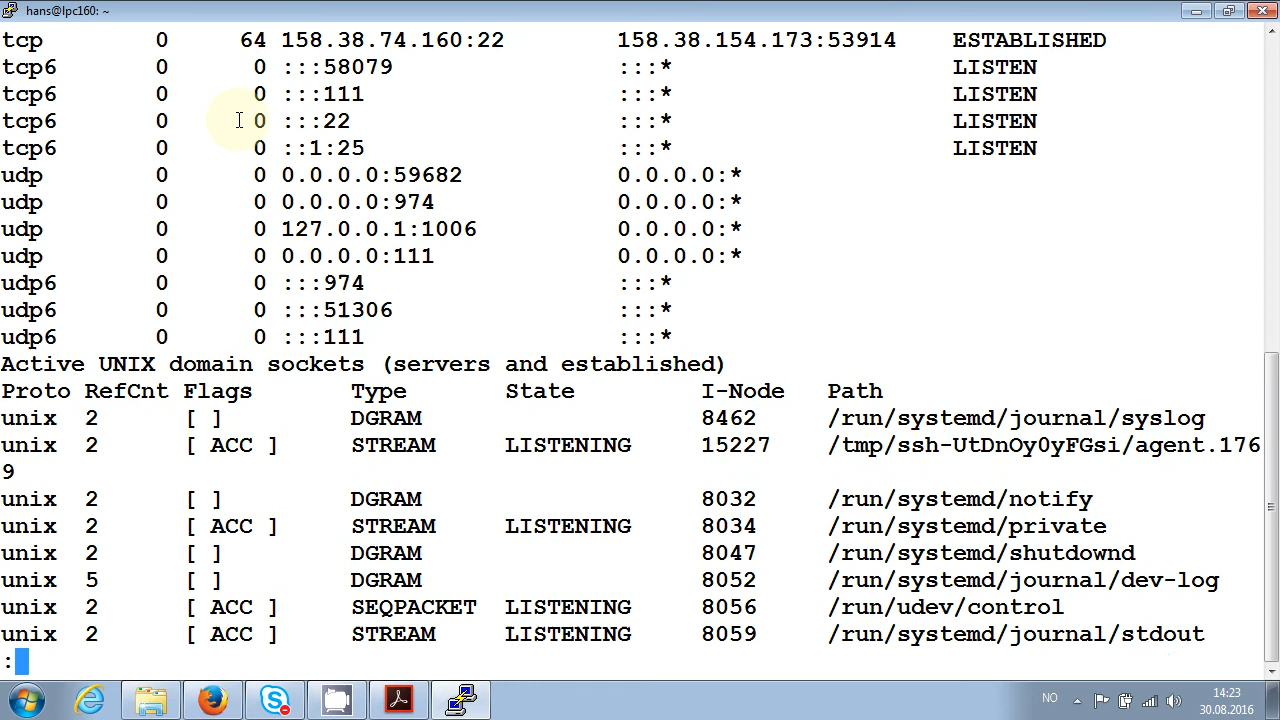 hans@lpc160: ~
tcp 0 64 158.38.74.160:22 158.38.154.173:53914 ESTABLISHED
tcp6 0 0 :::58079 :::* LISTEN
tcp6 0 0 :::111 :::* LISTEN
tcp6 0 0 :::22 :::* LISTEN
tcp6 0 0 ::1:25 :::* LISTEN
udp 0 0 0.0.0.0:59682 0.0.0.0:*
udp 0 0 0.0.0.0:974 0.0.0.0:*
udp 0 0 127.0.0.1:1006 0.0.0.0:*
udp 0 0 0.0.0.0:111 0.0.0.0:*
udp6 0 0 :::974 :::*
udp6 0 0 :::51306 :::*
udp6 0 0 :::111 :::*
Active UNIX domain sockets (servers and established)
Proto RefCnt Flags Type State I-Node Path
unix 2 [ ] DGRAM 8462 /run/systemd/journal/syslog
unix 2 [ ACC ] STREAM LISTENING 15227 /tmp/ssh-UtDnOy0yFGsi/agent.176
9
unix 2 [ ] DGRAM 8032 /run/systemd/notify
unix 2 [ ACC ] STREAM LISTENING 8034 /run/systemd/private
unix 2 [ ] DGRAM 8047 /run/systemd/shutdownd
unix 5 [ ] DGRAM 8052 /run/systemd/journal/dev-log
unix 2 [ ACC ] SEQPACKET LISTENING 8056 /run/udev/control
unix 2 [ ACC ] STREAM LISTENING 8059 /run/systemd/journal/stdout
:
NO 14:23
30.08.2016